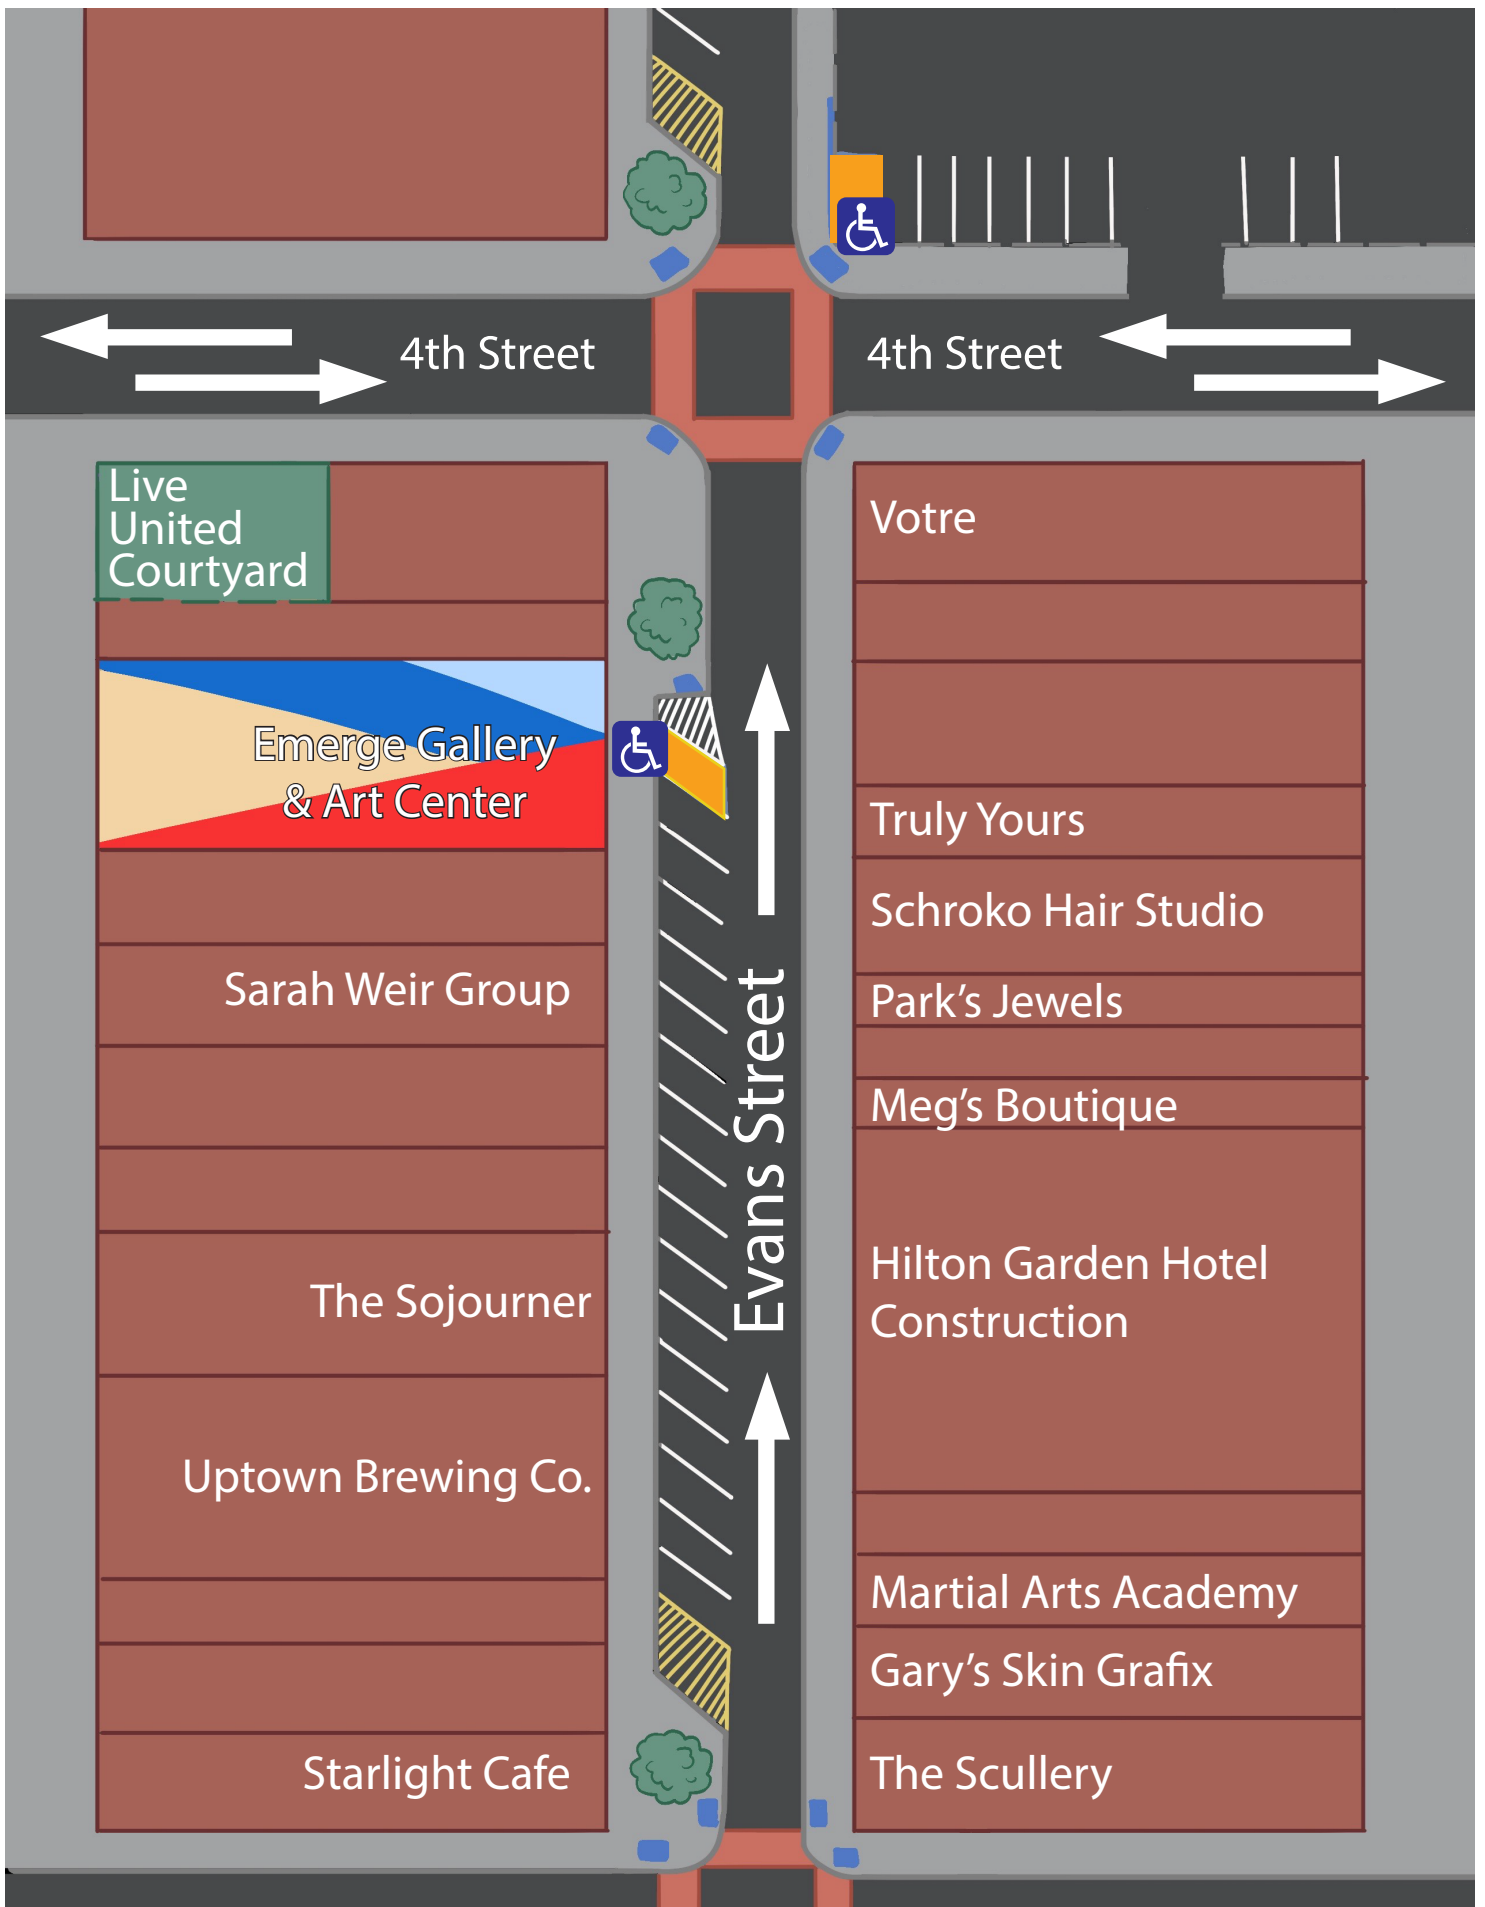 4th Street
4th Street
Live
United
Courtyard
Votre
Emerge Gallery
& Art Center
Truly Yours
Schroko Hair Studio
Sarah Weir Group
Park's Jewels
Meg's Boutique
Evans Street
The Sojourner
Hilton Garden Hotel
Construction
Uptown Brewing Co.
Martial Arts Academy
Gary's Skin Grafix
Starlight Cafe
The Scullery